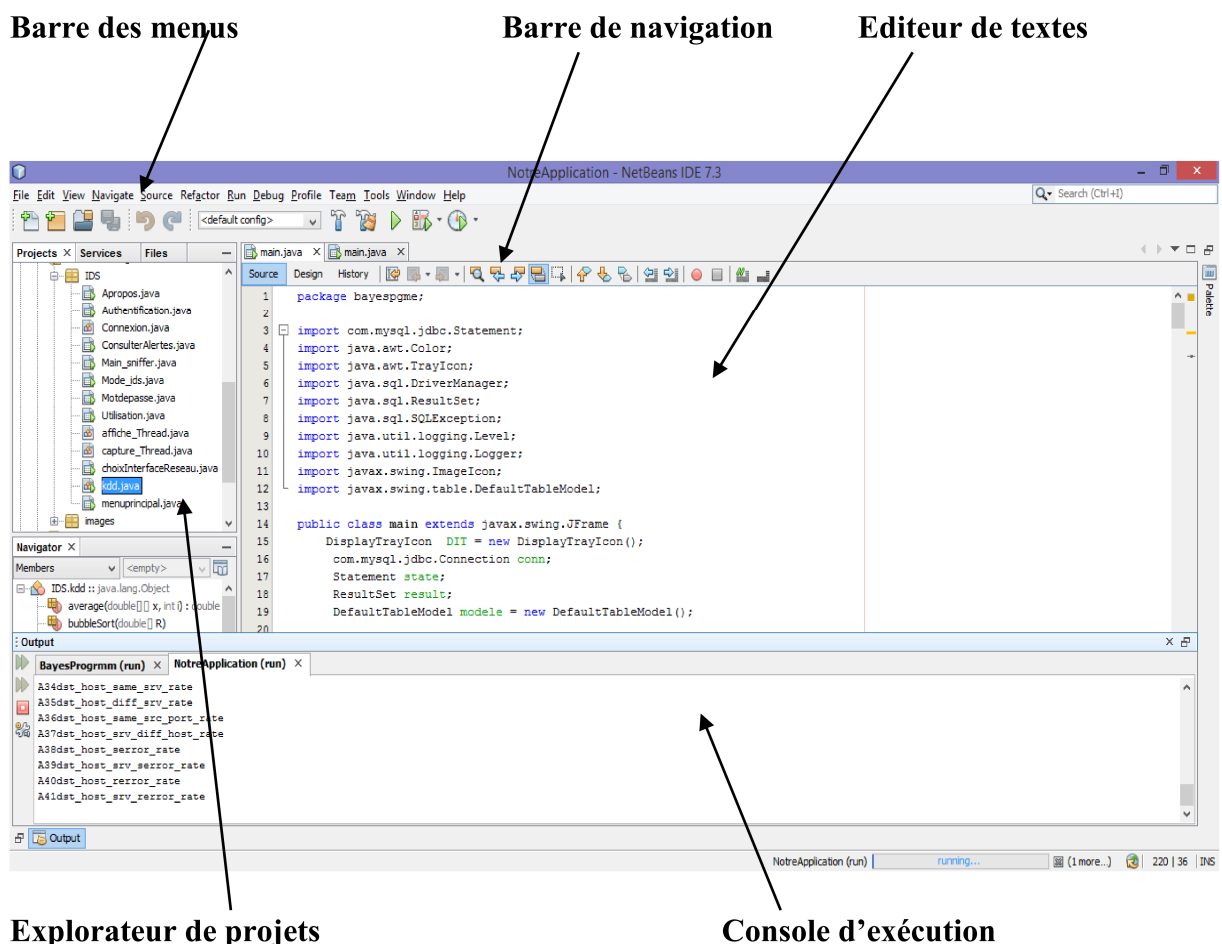 Barre des menus
Barre de navigation
Editeur de textes
NotreApplication - NetBeans IDE 7.3
File Edit View Navigate Source Refactor Run Debug Profile Team Tools Window Help
Search (Ctrl+I)
<default config>
Projects X Services Files
main.java X main.java X
Source Design History
IDS
Apropos.java
Authentification.java
Connexion.java
ConsulterAlertes.java
Main_sniffer.java
Mode_ids.java
Motdepasse.java
Utilisation.java
affiche_Thread.java
capture_Thread.java
choixInterfaceReseau.java
kdd.java
menuprincipal.java
images
Navigator X
Members <empty>
IDS.kdd :: java.lang.Object
average(double[][] x, int i) : double
bubbleSort(double[] R)
1 package bayespgme;
2
3 import com.mysql.jdbc.Statement;
4 import java.awt.Color;
5 import java.awt.TrayIcon;
6 import java.sql.DriverManager;
7 import java.sql.ResultSet;
8 import java.sql.SQLException;
9 import java.util.logging.Level;
10 import java.util.logging.Logger;
11 import javax.swing.ImageIcon;
12 import javax.swing.table.DefaultTableModel;
13
14 public class main extends javax.swing.JFrame {
15 DisplayTrayIcon DIT = new DisplayTrayIcon();
16 com.mysql.jdbc.Connection conn;
17 Statement state;
18 ResultSet result;
19 DefaultTableModel modele = new DefaultTableModel();
20
Palette
Output
BayesProgrmm (run) X NotreApplication (run) X
A34dst_host_same_srv_rate
A35dst_host_diff_srv_rate
A36dst_host_same_src_port_rate
A37dst_host_srv_diff_host_rate
A38dst_host_serror_rate
A39dst_host_srv_serror_rate
A40dst_host_rerror_rate
A41dst_host_srv_rerror_rate
Output
NotreApplication (run) running... (1 more...) 220 | 36 INS
Explorateur de projets
Console d’exécution